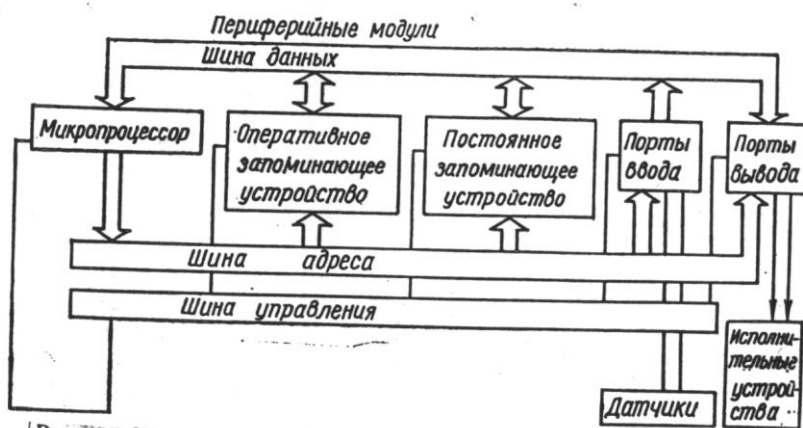 Периферийные модули
Шина данных
Микропроцессор
Оперативное
запоминающее
устройство
Постоянное
запоминающее
устройство
Порты
ввода
Порты
вывода
Шина адреса
Шина управления
Датчики
Исполни-
тельные
устрой-
ства